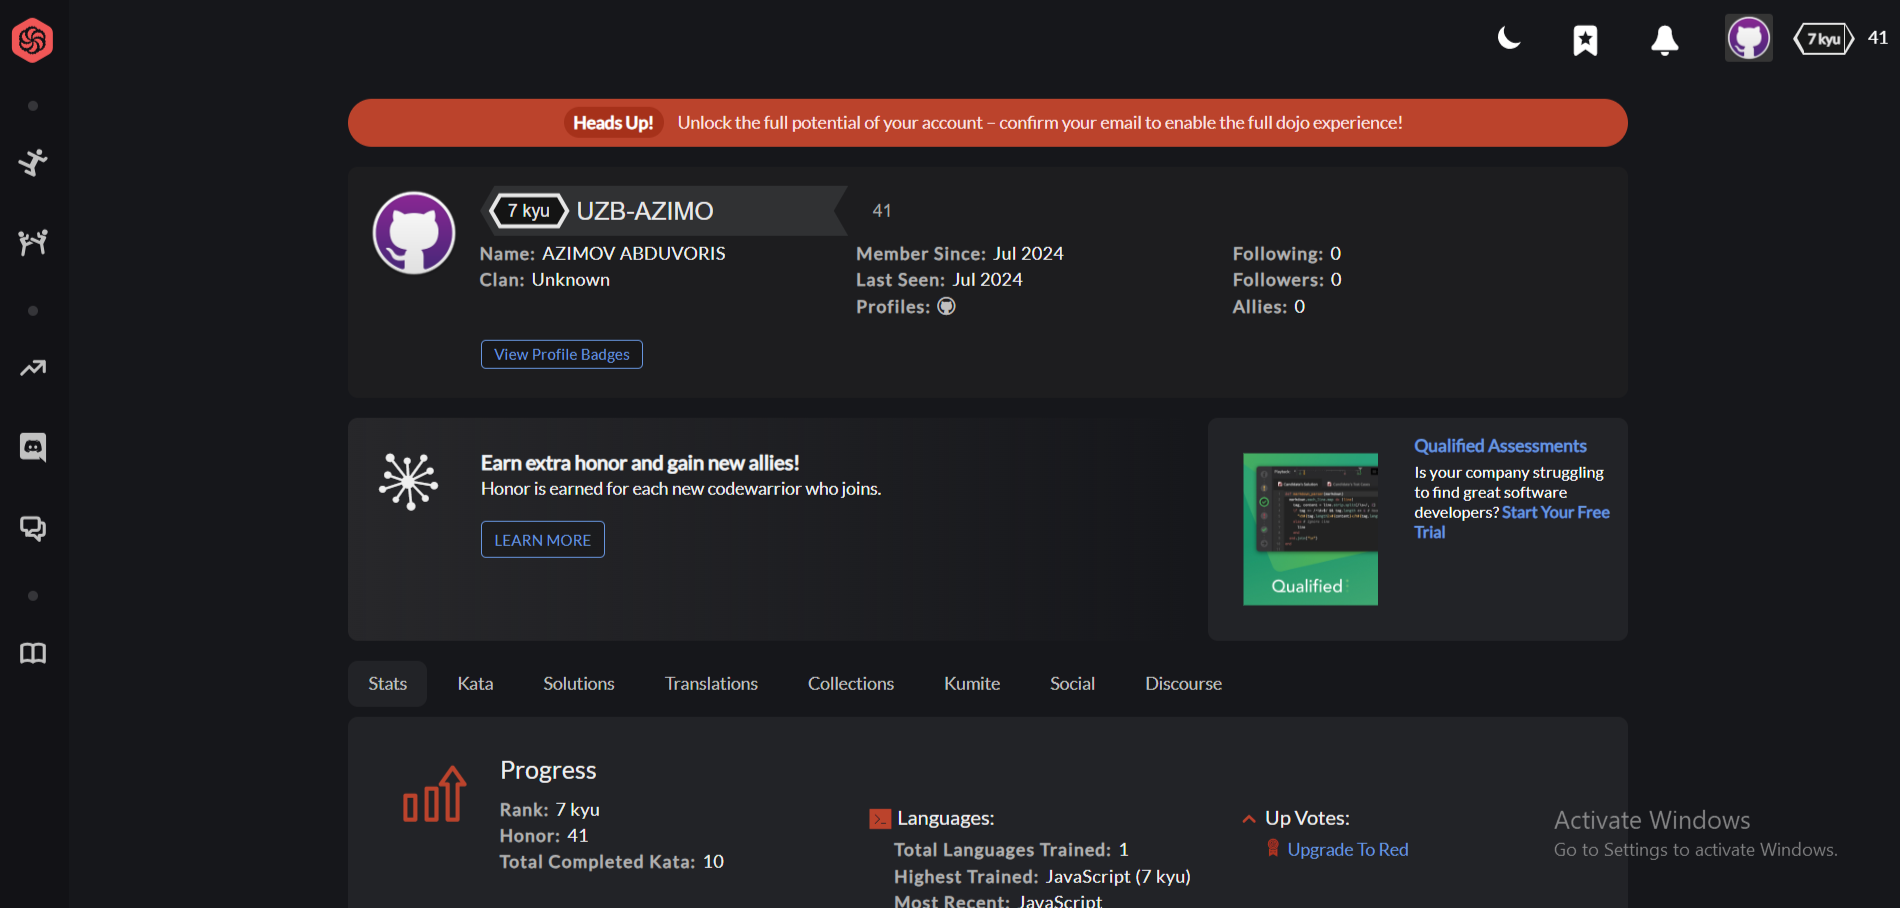 7 kyu 41
Heads Up! Unlock the full potential of your account – confirm your email to enable the full dojo experience!
7 kyu UZB-AZIMO 41
Name: AZIMOV ABDUVORIS
Clan: Unknown
Member Since: Jul 2024
Last Seen: Jul 2024
Profiles:
Following: 0
Followers: 0
Allies: 0
View Profile Badges
Earn extra honor and gain new allies!
Honor is earned for each new codewarrior who joins.
LEARN MORE
Qualified
Qualified Assessments
Is your company struggling
to find great software
developers? Start Your Free
Trial
Stats Kata Solutions Translations Collections Kumite Social Discourse
Progress
Rank: 7 kyu
Honor: 41
Total Completed Kata: 10
Languages:
Total Languages Trained: 1
Highest Trained: JavaScript (7 kyu)
Most Recent: JavaScript
Up Votes:
Upgrade To Red
Activate Windows
Go to Settings to activate Windows.